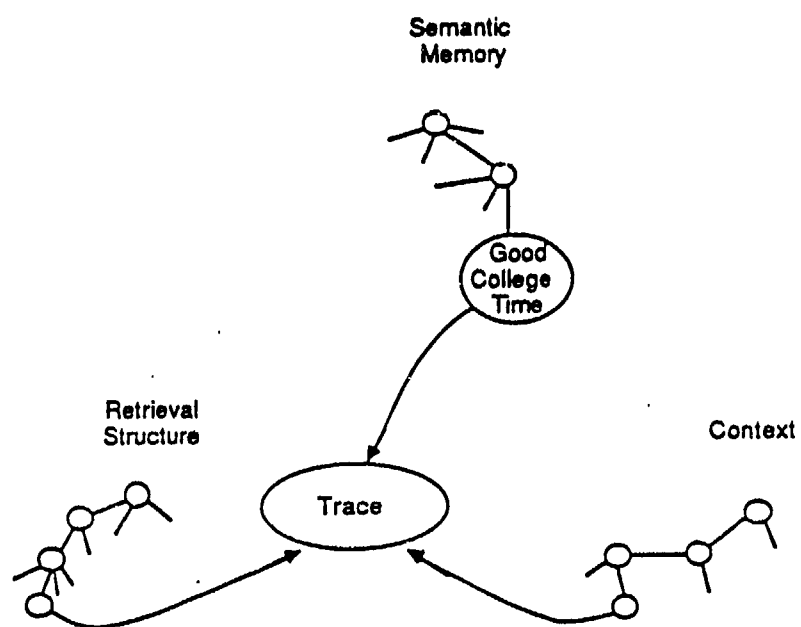 Semantic
Memory
Good
College
Time
Retrieval
Structure
Context
Trace